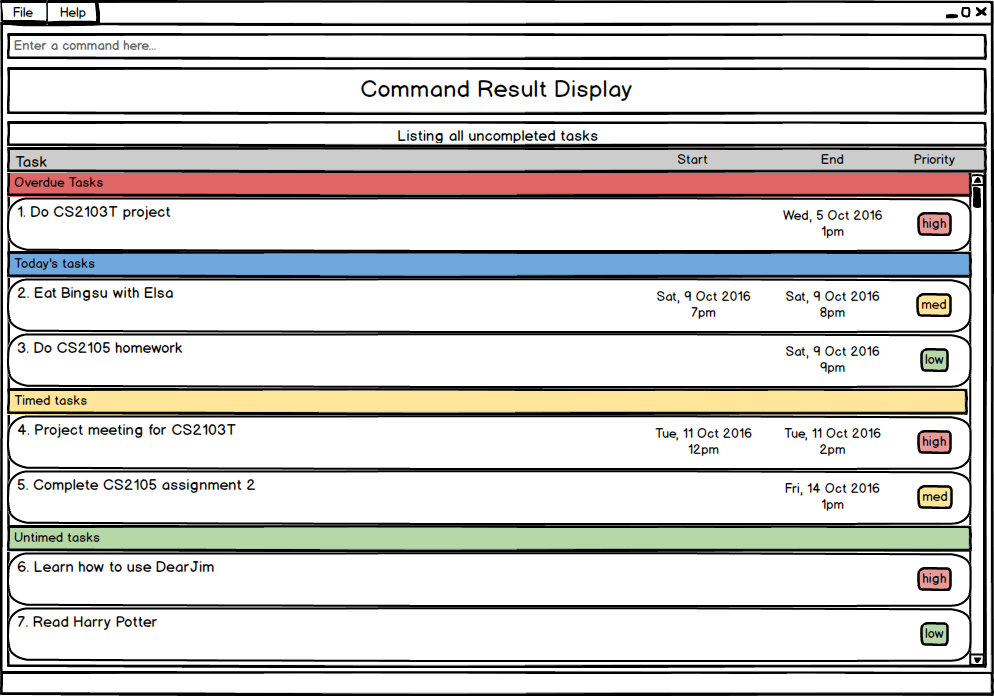 File Help
Enter a command here...
Command Result Display
Listing all uncompleted tasks
Task Start End Priority
Overdue Tasks
1. Do CS2103T project Wed, 5 Oct 2016 high
1pm
Today's tasks
2. Eat Bingsu with Elsa Sat, 9 Oct 2016 Sat, 9 Oct 2016 med
7pm 8pm
3. Do CS2105 homework Sat, 9 Oct 2016 low
9pm
Timed tasks
4. Project meeting for CS2103T Tue, 11 Oct 2016 Tue, 11 Oct 2016 high
12pm 2pm
5. Complete CS2105 assignment 2 Fri, 14 Oct 2016 med
1pm
Untimed tasks
6. Learn how to use DearJim high
7. Read Harry Potter low